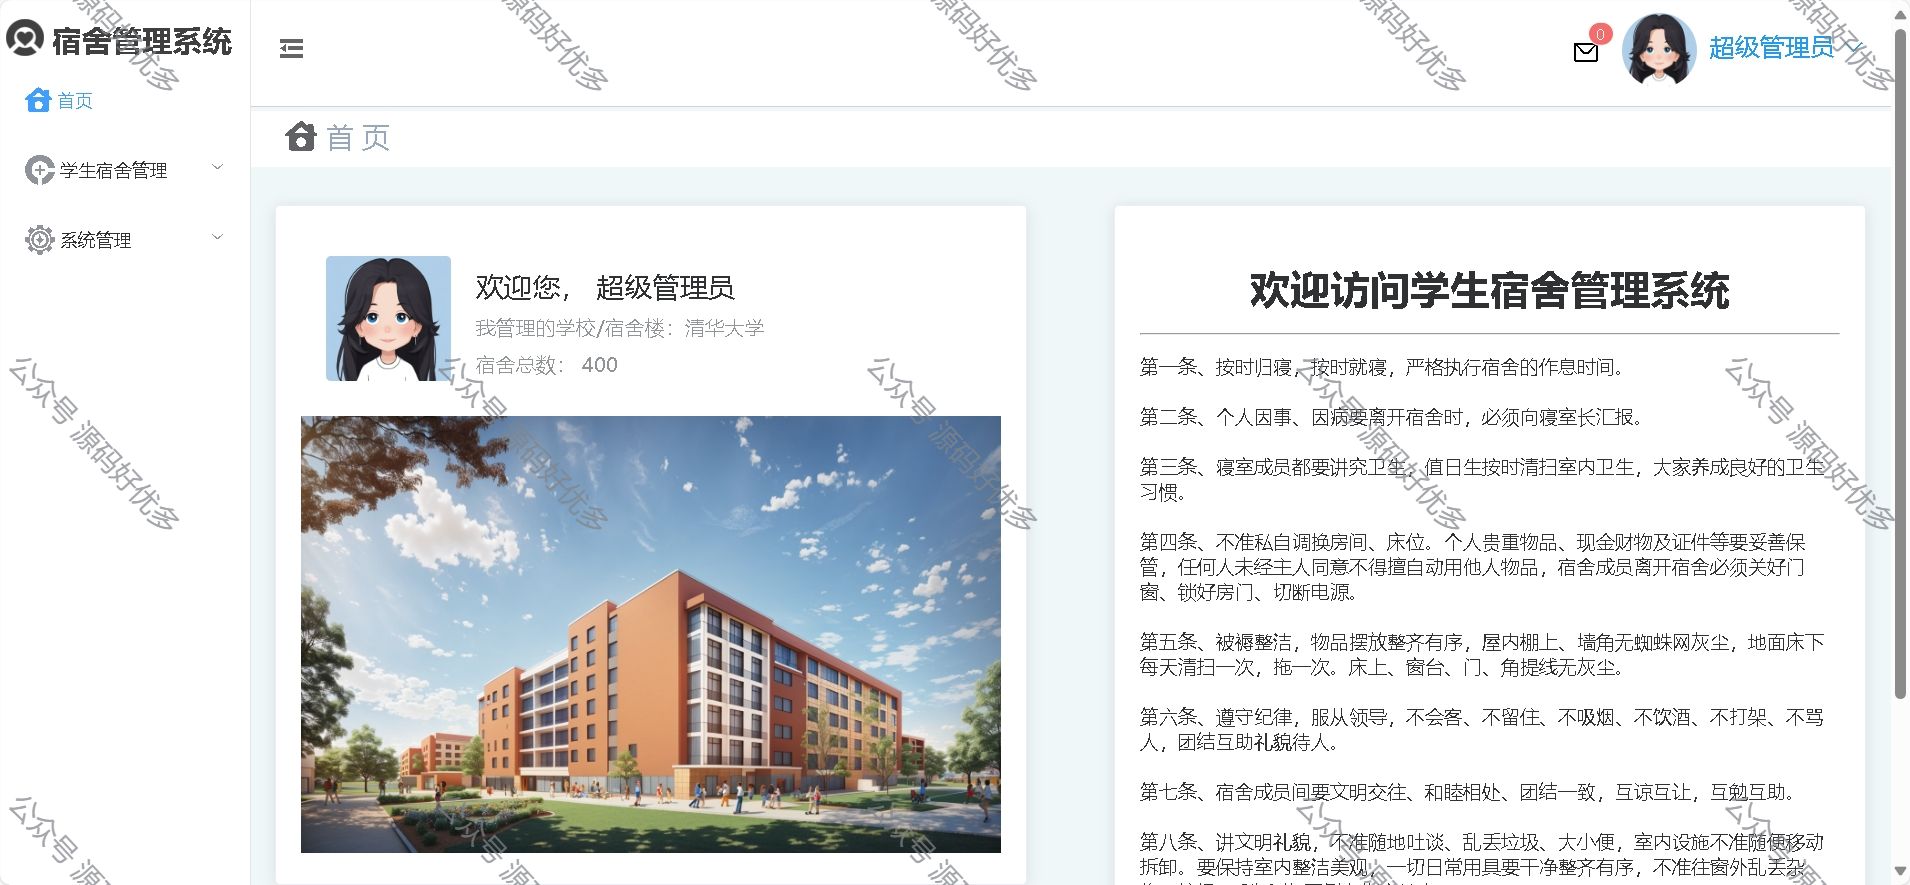 宿舍管理系统
首页
学生宿舍管理
系统管理
0
超级管理员
首页
欢迎您， 超级管理员
我管理的学校/宿舍楼：清华大学
宿舍总数： 400
欢迎访问学生宿舍管理系统
第一条、按时归寝，按时就寝，严格执行宿舍的作息时间。
第二条、个人因事、因病要离开宿舍时，必须向寝室长汇报。
第三条、寝室成员都要讲究卫生，值日生按时清扫室内卫生，大家养成良好的卫生
习惯。
第四条、不准私自调换房间、床位。个人贵重物品、现金财物及证件等要妥善保
管，任何人未经主人同意不得擅自动用他人物品，宿舍成员离开宿舍必须关好门
窗、锁好房门、切断电源。
第五条、被褥整洁，物品摆放整齐有序，屋内棚上、墙角无蜘蛛网灰尘，地面床下
每天清扫一次，拖一次。床上、窗台、门、角提线无灰尘。
第六条、遵守纪律，服从领导，不会客、不留住、不吸烟、不饮酒、不打架、不骂
人，团结互助礼貌待人。
第七条、宿舍成员间要文明交往、和睦相处、团结一致，互谅互让，互勉互助。
第八条、讲文明礼貌，不准随地吐谈、乱丢垃圾、大小便，室内设施不准随便移动
拆卸。要保持室内整洁美观，一切日常用具要干净整齐有序，不准往窗外乱丢杂
公众号 源码好优多